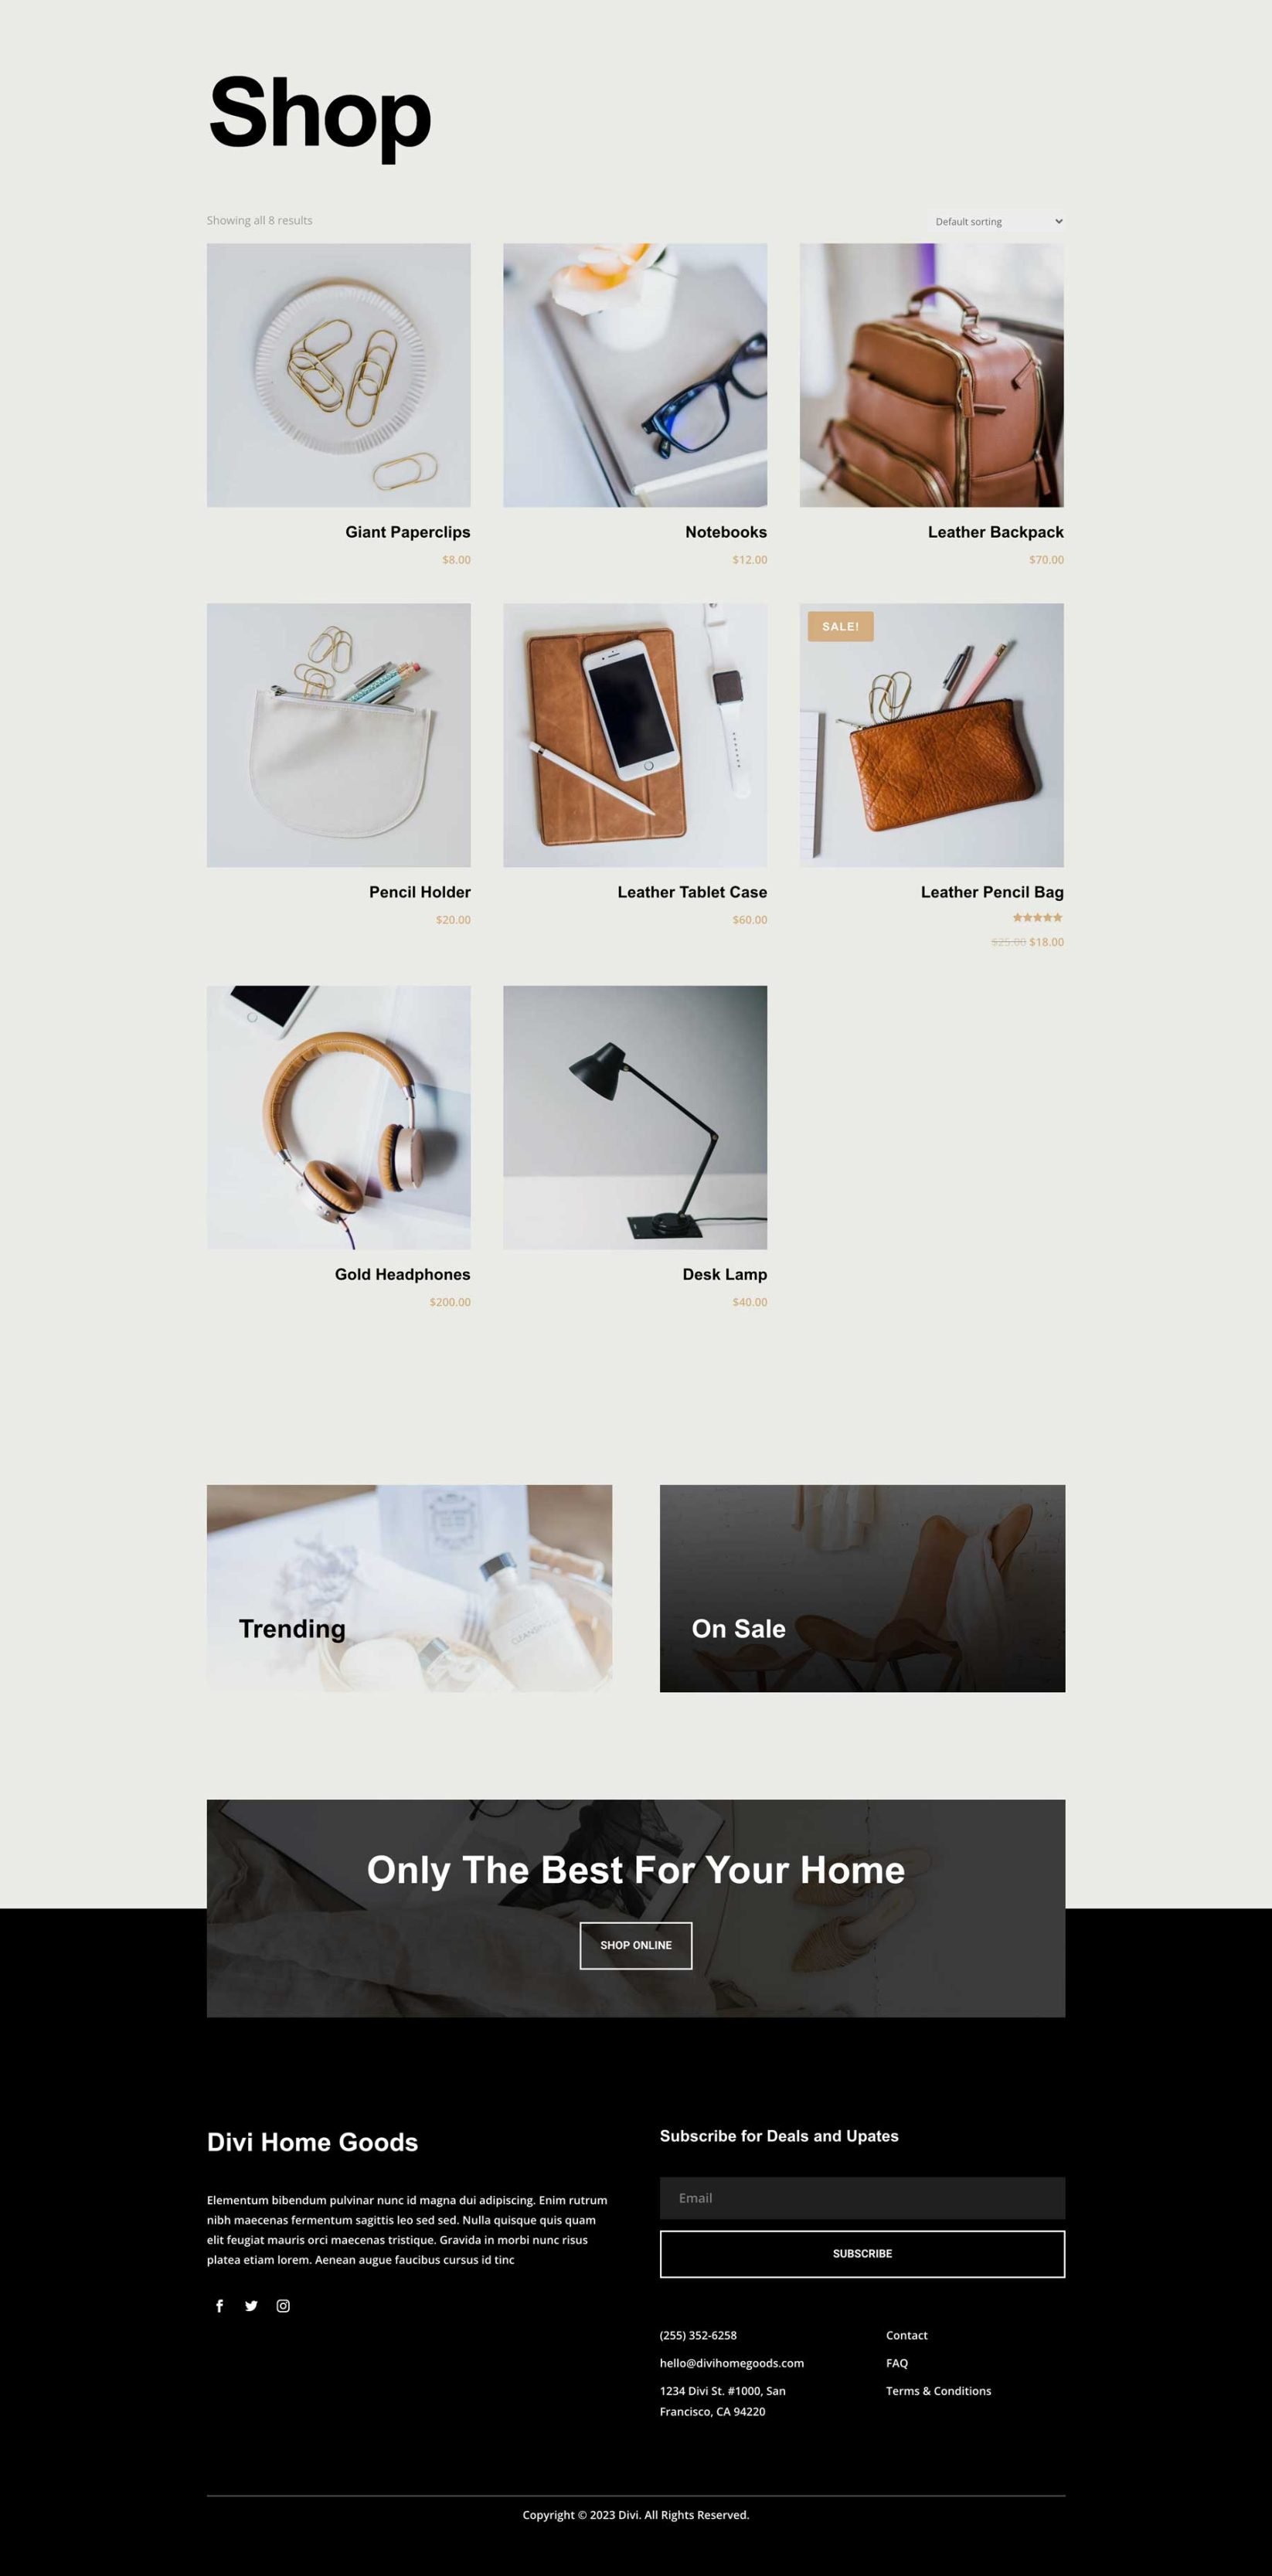 Shop
Showing all 8 results
Default sorting
Giant Paperclips
$8.00
Notebooks
$12.00
Leather Backpack
$70.00
Pencil Holder
$20.00
Leather Tablet Case
$60.00
SALE!
Leather Pencil Bag
$25.00 $18.00
Gold Headphones
$200.00
Desk Lamp
$40.00
Trending
On Sale
Only The Best For Your Home
SHOP ONLINE
Divi Home Goods
Elementum bibendum pulvinar nunc id magna dui adipiscing. Enim rutrum
nibh maecenas fermentum sagittis leo sed sed. Nulla quisque quis quam
elit feugiat mauris orci maecenas tristique. Gravida in morbi nunc risus
platea etiam lorem. Aenean augue faucibus cursus id tinc
Subscribe for Deals and Upates
Email
SUBSCRIBE
(255) 352-6258
hello@divihomegoods.com
1234 Divi St. #1000, San
Francisco, CA 94220
Contact
FAQ
Terms & Conditions
Copyright © 2023 Divi. All Rights Reserved.